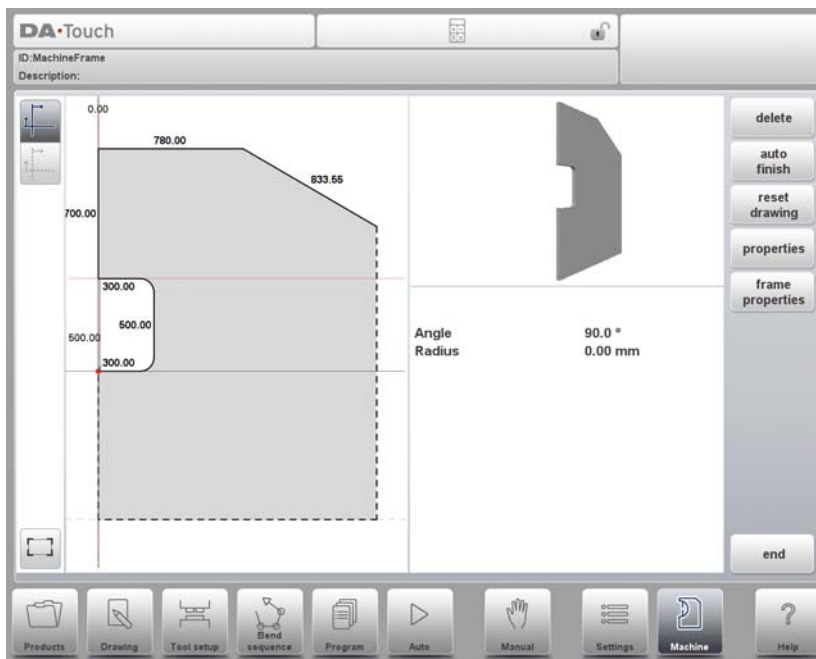 DA·Touch
ID:MachineFrame
Description:
0.00
780.00
833.55
700.00
300.00
500.00
500.00
300.00
Angle 90.0 °
Radius 0.00 mm
delete
auto
finish
reset
drawing
properties
frame
properties
end
Products
Drawing
Tool setup
Bend
sequence
Program
Auto
Manual
Settings
Machine
?
Help